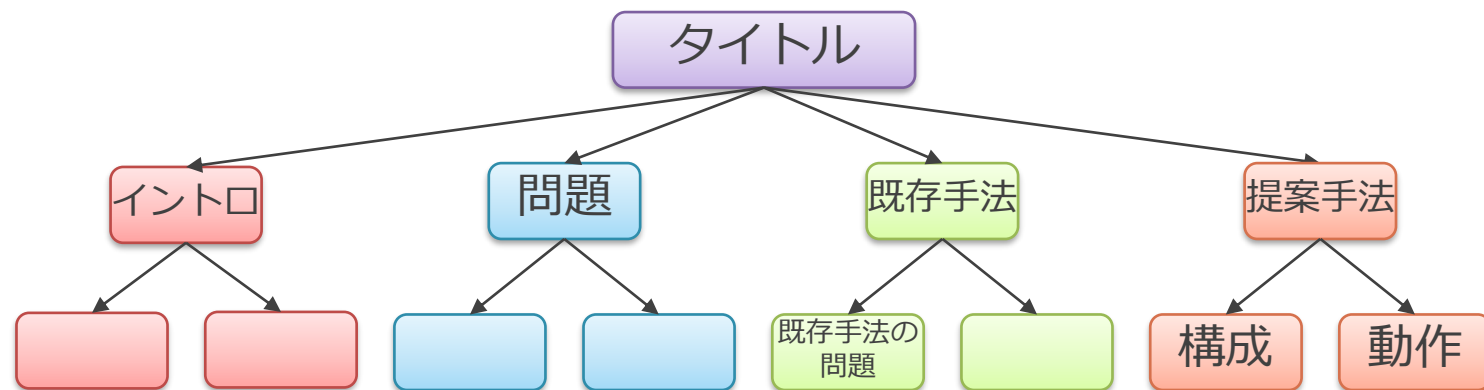 タイトル
イントロ
問題
既存手法
提案手法
既存手法の
問題
構成
動作